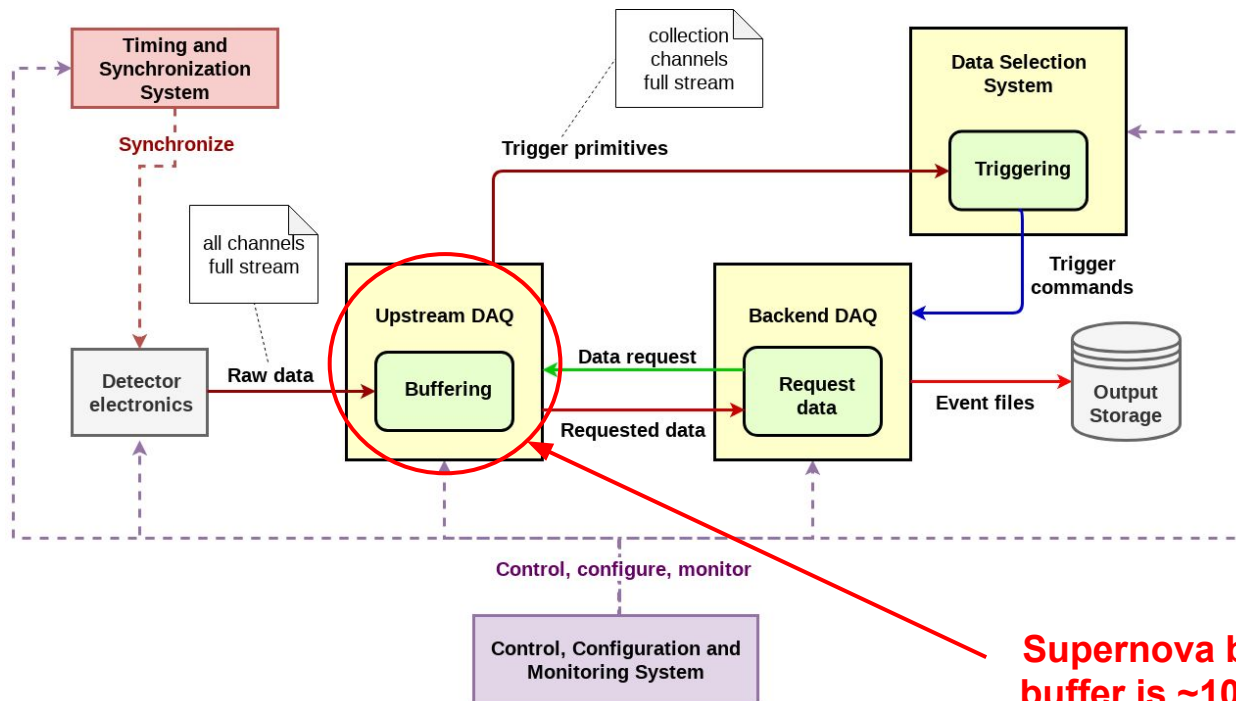 Timing and
Synchronization
System
Synchronize
collection
channels
full stream
Data Selection
System
Trigger primitives
Triggering
all channels
full stream
Trigger
commands
Upstream DAQ
Backend DAQ
Detector
electronics
Raw data
Buffering
Data request
Requested data
Request
data
Event files
Output
Storage
Control, configure, monitor
Control, Configuration and
Monitoring System
Supernova b
buffer is ~10